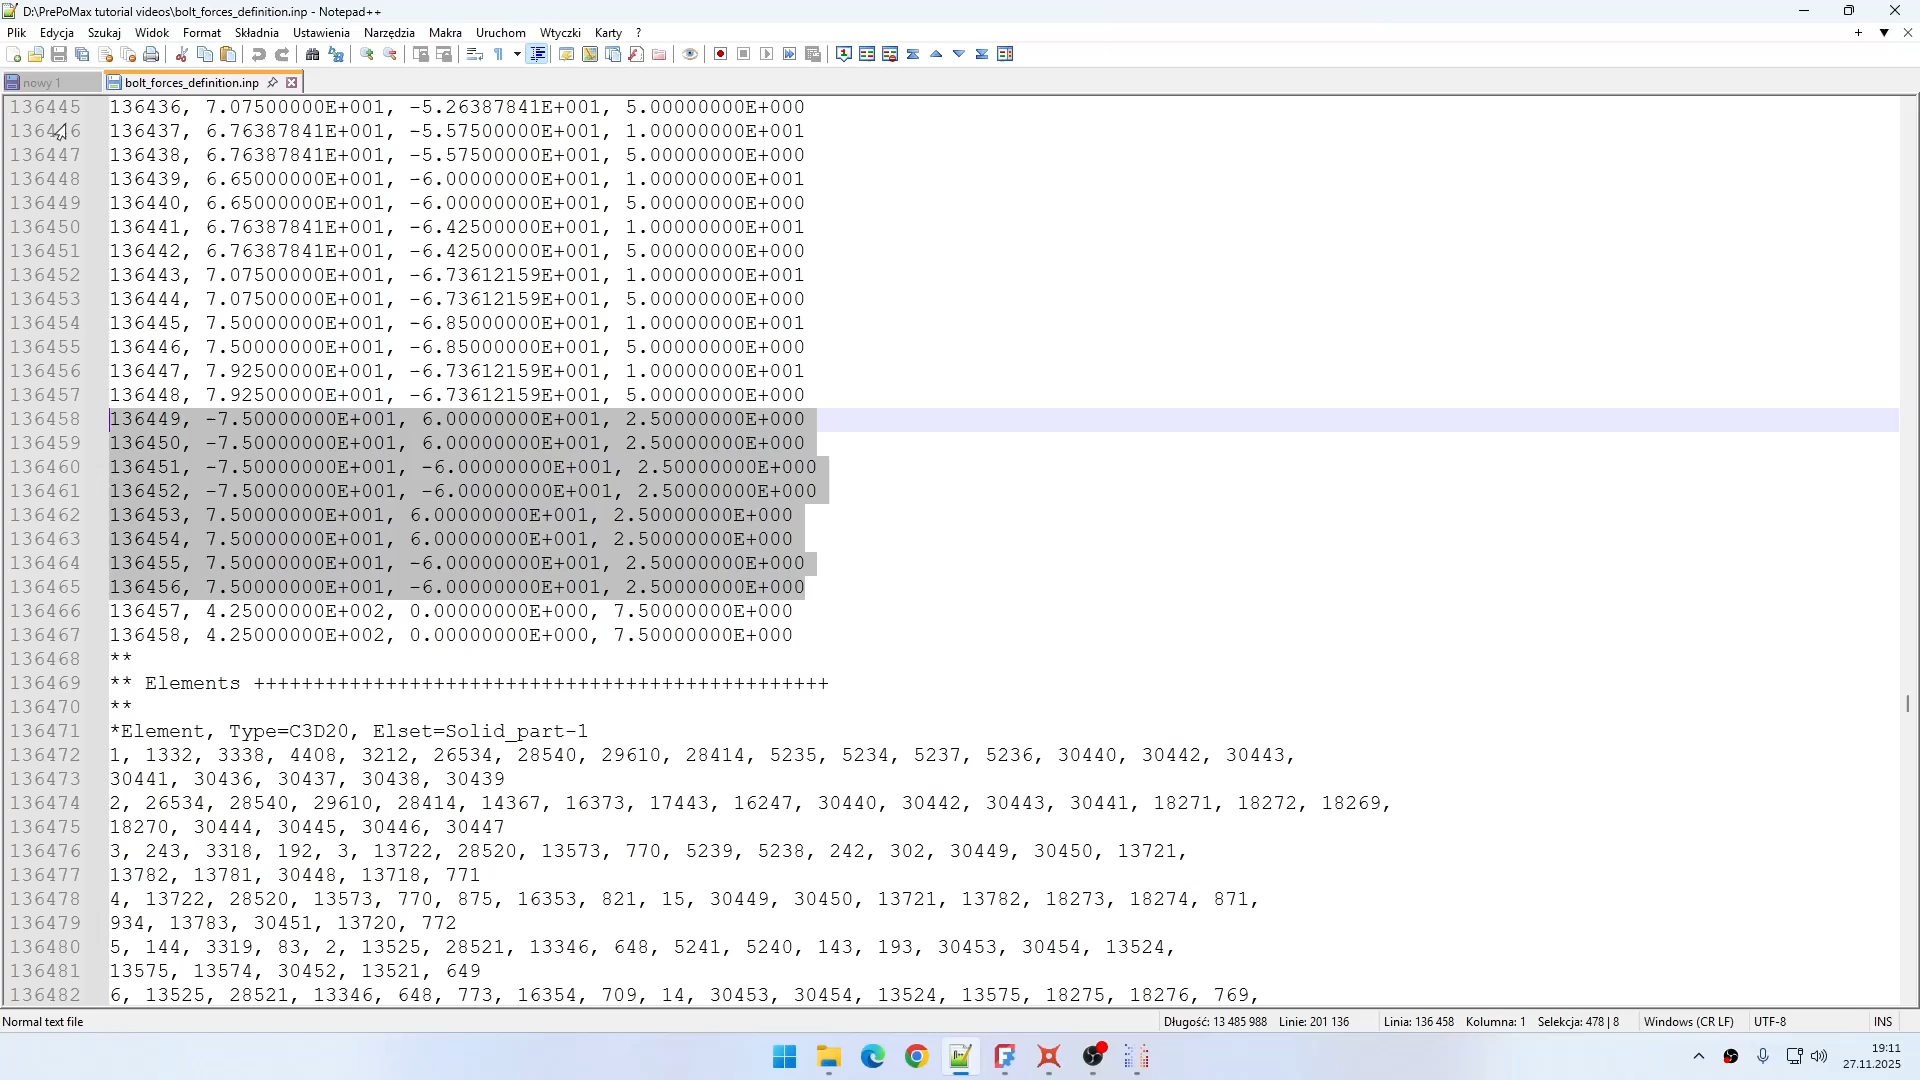 D:\PrePoMax tutorial videos\bolt_forces_definition.inp - Notepad++
Plik Edycja Szukaj Widok Format Składnia Ustawienia Narzędzia Makra Uruchom Wtyczki Karty ?
nowy 1 bolt_forces_definition.inp
136445 136436, 7.07500000E+001, -5.26387841E+001, 5.00000000E+000
136446 136437, 6.76387841E+001, -5.57500000E+001, 1.00000000E+001
136447 136438, 6.76387841E+001, -5.57500000E+001, 5.00000000E+000
136448 136439, 6.65000000E+001, -6.00000000E+001, 1.00000000E+001
136449 136440, 6.65000000E+001, -6.00000000E+001, 5.00000000E+000
136450 136441, 6.76387841E+001, -6.42500000E+001, 1.00000000E+001
136451 136442, 6.76387841E+001, -6.42500000E+001, 5.00000000E+000
136452 136443, 7.07500000E+001, -6.73612159E+001, 1.00000000E+001
136453 136444, 7.07500000E+001, -6.73612159E+001, 5.00000000E+000
136454 136445, 7.50000000E+001, -6.85000000E+001, 1.00000000E+001
136455 136446, 7.50000000E+001, -6.85000000E+001, 5.00000000E+000
136456 136447, 7.92500000E+001, -6.73612159E+001, 1.00000000E+001
136457 136448, 7.92500000E+001, -6.73612159E+001, 5.00000000E+000
136458 136449, -7.50000000E+001, 6.00000000E+001, 2.50000000E+000
136459 136450, -7.50000000E+001, 6.00000000E+001, 2.50000000E+000
136460 136451, -7.50000000E+001, -6.00000000E+001, 2.50000000E+000
136461 136452, -7.50000000E+001, -6.00000000E+001, 2.50000000E+000
136462 136453, 7.50000000E+001, 6.00000000E+001, 2.50000000E+000
136463 136454, 7.50000000E+001, 6.00000000E+001, 2.50000000E+000
136464 136455, 7.50000000E+001, -6.00000000E+001, 2.50000000E+000
136465 136456, 7.50000000E+001, -6.00000000E+001, 2.50000000E+000
136466 136457, 4.25000000E+002, 0.00000000E+000, 7.50000000E+000
136467 136458, 4.25000000E+002, 0.00000000E+000, 7.50000000E+000
136468 **
136469 ** Elements ++++++++++++++++++++++++++++++++++++++++++++++++
136470 **
136471 *Element, Type=C3D20, Elset=Solid_part-1
136472 1, 1332, 3338, 4408, 3212, 26534, 28540, 29610, 28414, 5235, 5234, 5237, 5236, 30440, 30442, 30443,
136473 30441, 30436, 30437, 30438, 30439
136474 2, 26534, 28540, 29610, 28414, 14367, 16373, 17443, 16247, 30440, 30442, 30443, 30441, 18271, 18272, 18269,
136475 18270, 30444, 30445, 30446, 30447
136476 3, 243, 3318, 192, 3, 13722, 28520, 13573, 770, 5239, 5238, 242, 302, 30449, 30450, 13721,
136477 13782, 13781, 30448, 13718, 771
136478 4, 13722, 28520, 13573, 770, 875, 16353, 821, 15, 30449, 30450, 13721, 13782, 18273, 18274, 871,
136479 934, 13783, 30451, 13720, 772
136480 5, 144, 3319, 83, 2, 13525, 28521, 13346, 648, 5241, 5240, 143, 193, 30453, 30454, 13524,
136481 13575, 13574, 30452, 13521, 649
136482 6, 13525, 28521, 13346, 648, 773, 16354, 709, 14, 30453, 30454, 13524, 13575, 18275, 18276, 769,
Normal text file Długość: 13 485 988 Linie: 201 136 Linia: 136 458 Kolumna: 1 Selekcja: 478 | 8 Windows (CR LF) UTF-8 INS
19:11
27.11.2025